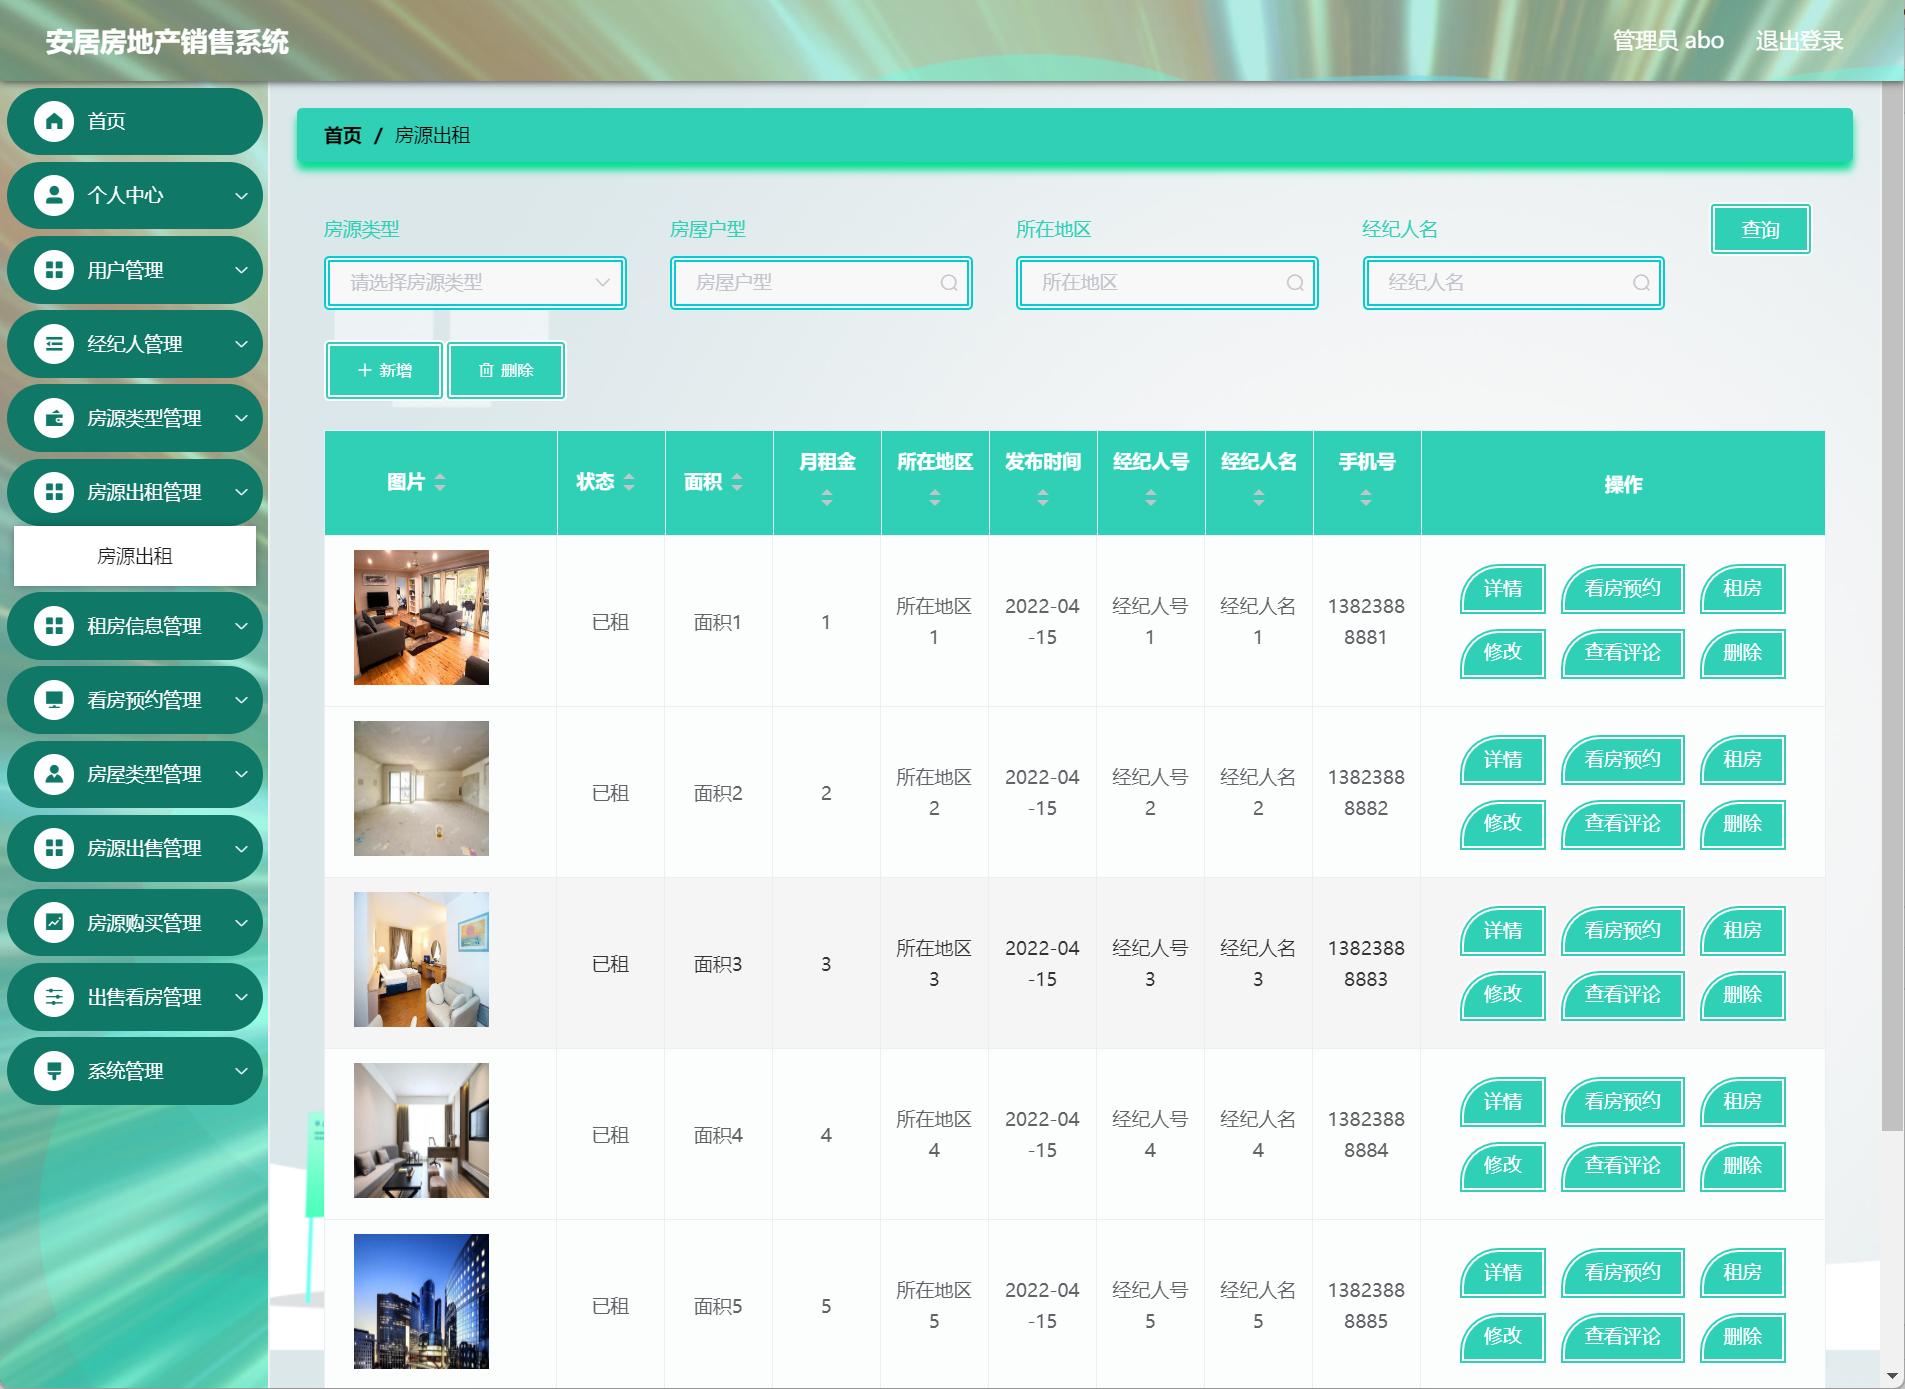 安居房地产销售系统
管理员 abo 退出登录
首页
个人中心
用户管理
经纪人管理
房源类型管理
房源出租管理
房源出租
租房信息管理
看房预约管理
房屋类型管理
房源出售管理
房源购买管理
出售看房管理
系统管理
首页 / 房源出租
房源类型 房屋户型 所在地区 经纪人名 查询
请选择房源类型 房屋户型 所在地区 经纪人名
新增 删除
图片 状态 面积 月租金 所在地区 发布时间 经纪人号 经纪人名 手机号 操作
详情 看房预约 租房
已租 面积1 1 所在地区 2022-04 经纪人号 经纪人名 1382388
1 -15 1 1 8881
修改 查看评论 删除
详情 看房预约 租房
已租 面积2 2 所在地区 2022-04 经纪人号 经纪人名 1382388
2 -15 2 2 8882
修改 查看评论 删除
详情 看房预约 租房
已租 面积3 3 所在地区 2022-04 经纪人号 经纪人名 1382388
3 -15 3 3 8883
修改 查看评论 删除
详情 看房预约 租房
已租 面积4 4 所在地区 2022-04 经纪人号 经纪人名 1382388
4 -15 4 4 8884
修改 查看评论 删除
详情 看房预约 租房
已租 面积5 5 所在地区 2022-04 经纪人号 经纪人名 1382388
5 -15 5 5 8885
修改 查看评论 删除